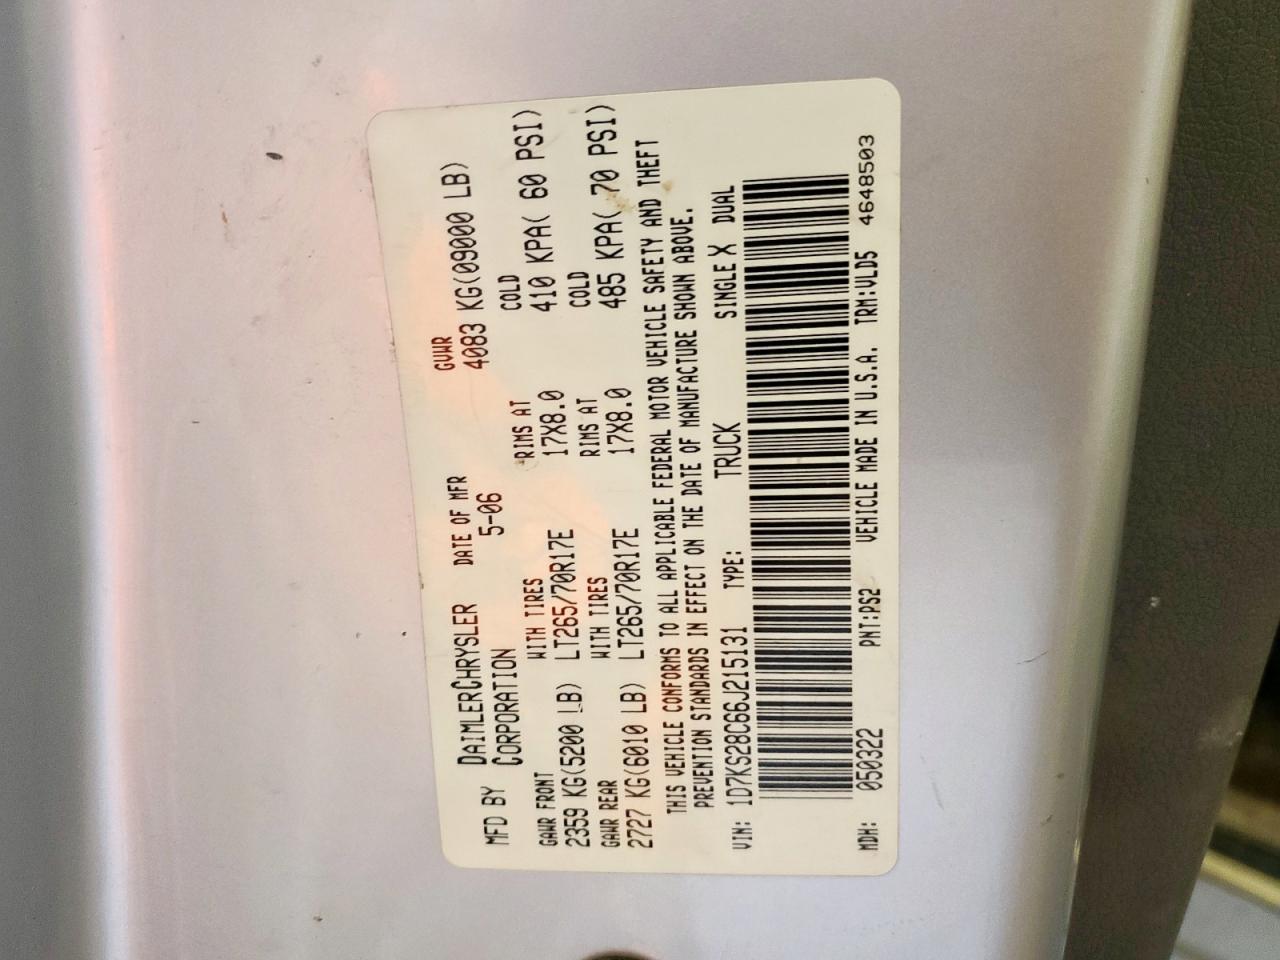 MFD BY DAIMLERCHRYSLER CORPORATION DATE OF MFR 5-06 GVWR 4083 KG(09000 LB)
GAWR FRONT WITH TIRES RIMS AT COLD
2359 KG(5200 LB) LT265/70R17E 17X8.0 410 KPA( 60 PSI)
GAWR REAR WITH TIRES RIMS AT COLD
2727 KG(6010 LB) LT265/70R17E 17X8.0 485 KPA( 70 PSI)
THIS VEHICLE CONFORMS TO ALL APPLICABLE FEDERAL MOTOR VEHICLE SAFETY AND THEFT
PREVENTION STANDARDS IN EFFECT ON THE DATE OF MANUFACTURE SHOWN ABOVE.
VIN: 1D7KS28C66J215131 TYPE: TRUCK SINGLE X DUAL
MDH: 050322 PNT:PS2 VEHICLE MADE IN U.S.A. TRM:VLD5 4648503